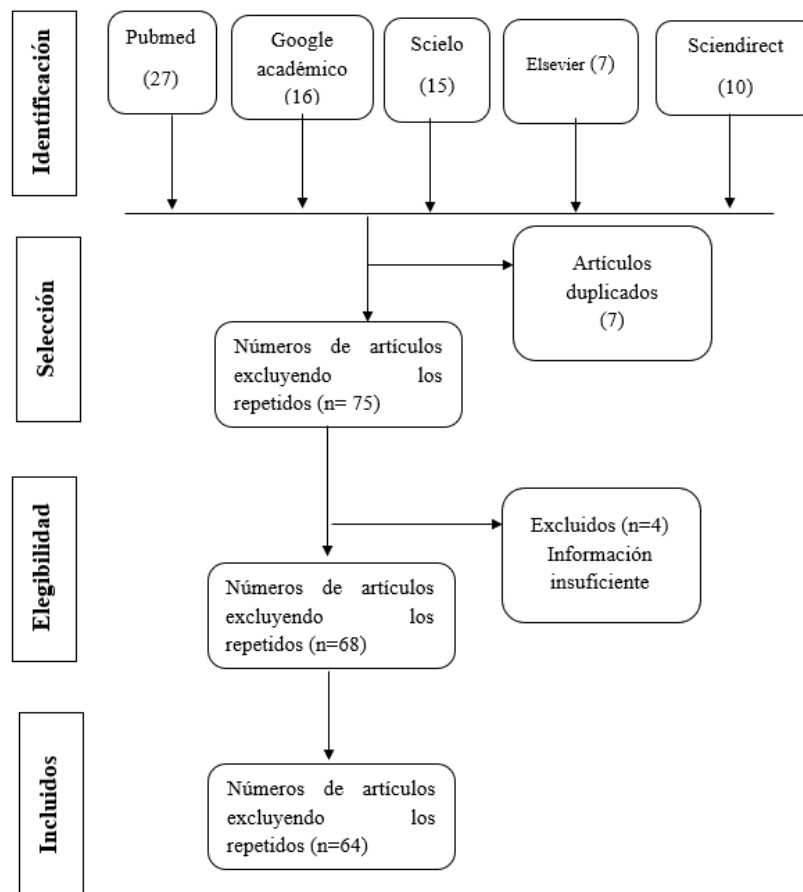 Identificación
Pubmed
(27)
Google
académico
(16)
Scielo
(15)
Elsevier (7)
Sciendirect
(10)
Selección
Artículos
duplicados
(7)
Números de artículos
excluyendo los
repetidos (n= 75)
Elegibilidad
Excluidos (n=4)
Información
insuficiente
Números de artículos
excluyendo los
repetidos (n=68)
Incluidos
Números de artículos
excluyendo los
repetidos (n=64)